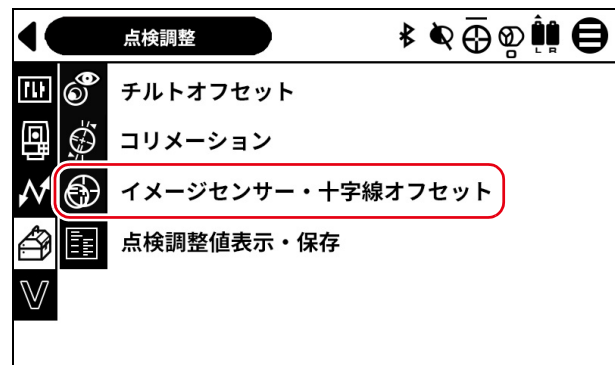 点検調整
L R
チルトオフセット
コリメーション
イメージセンサー・十字線オフセット
点検調整値表示・保存